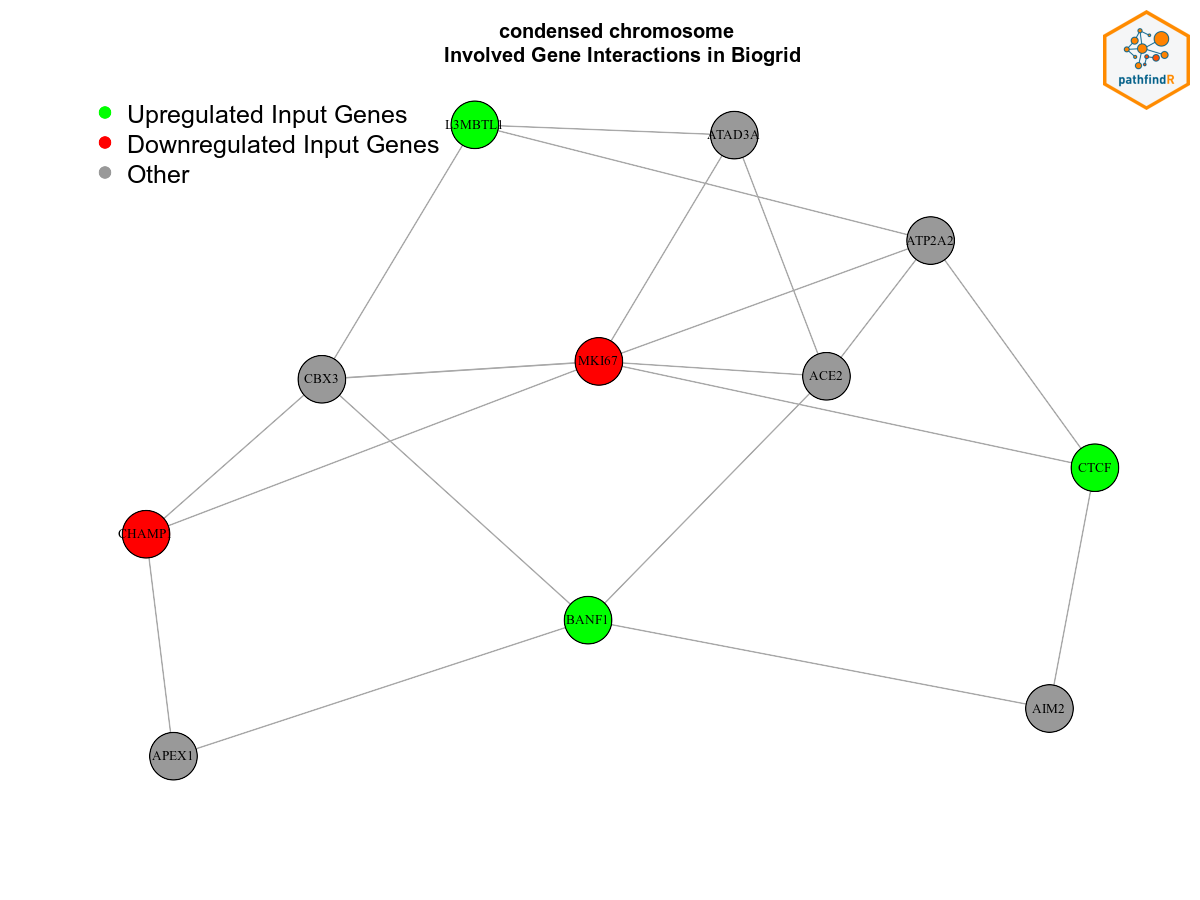 condensed chromosome
Involved Gene Interactions in Biogrid
pathfindR
Upregulated Input Genes
Downregulated Input Genes
Other
L3MBTL1
ATAD3A
ATP2A2
MKI67
CBX3
ACE2
CTCF
CHAMP
BANF1
AIM2
APEX1